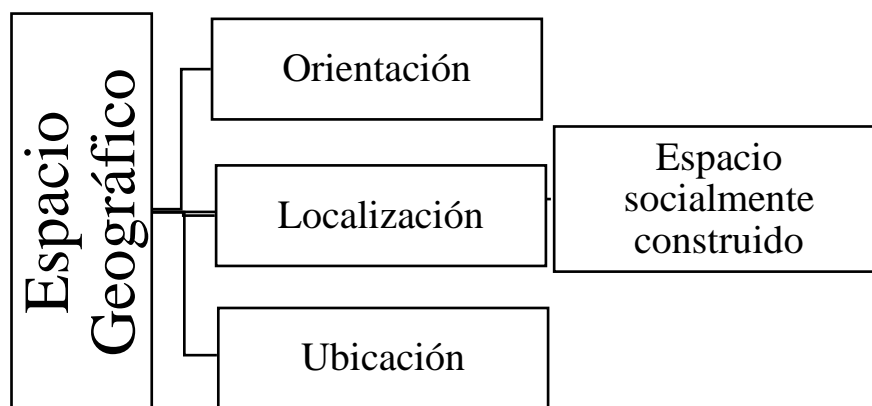 Espacio
Geográfico
Orientación
Localización
Ubicación
Espacio
socialmente
construido